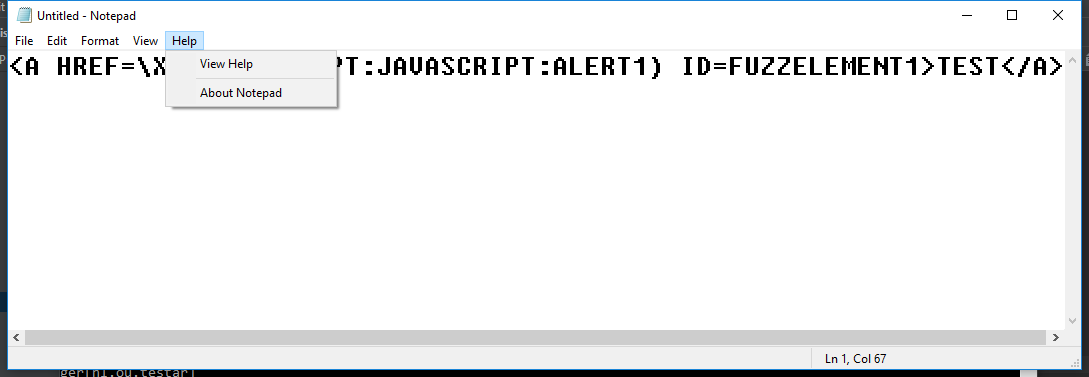 Untitled - Notepad
File Edit Format View Help
View Help
About Notepad
<A HREF=\X PT:JAVASCRIPT:ALERT1) ID=FUZZELEMENT1>TEST</A>
Ln 1, Col 67